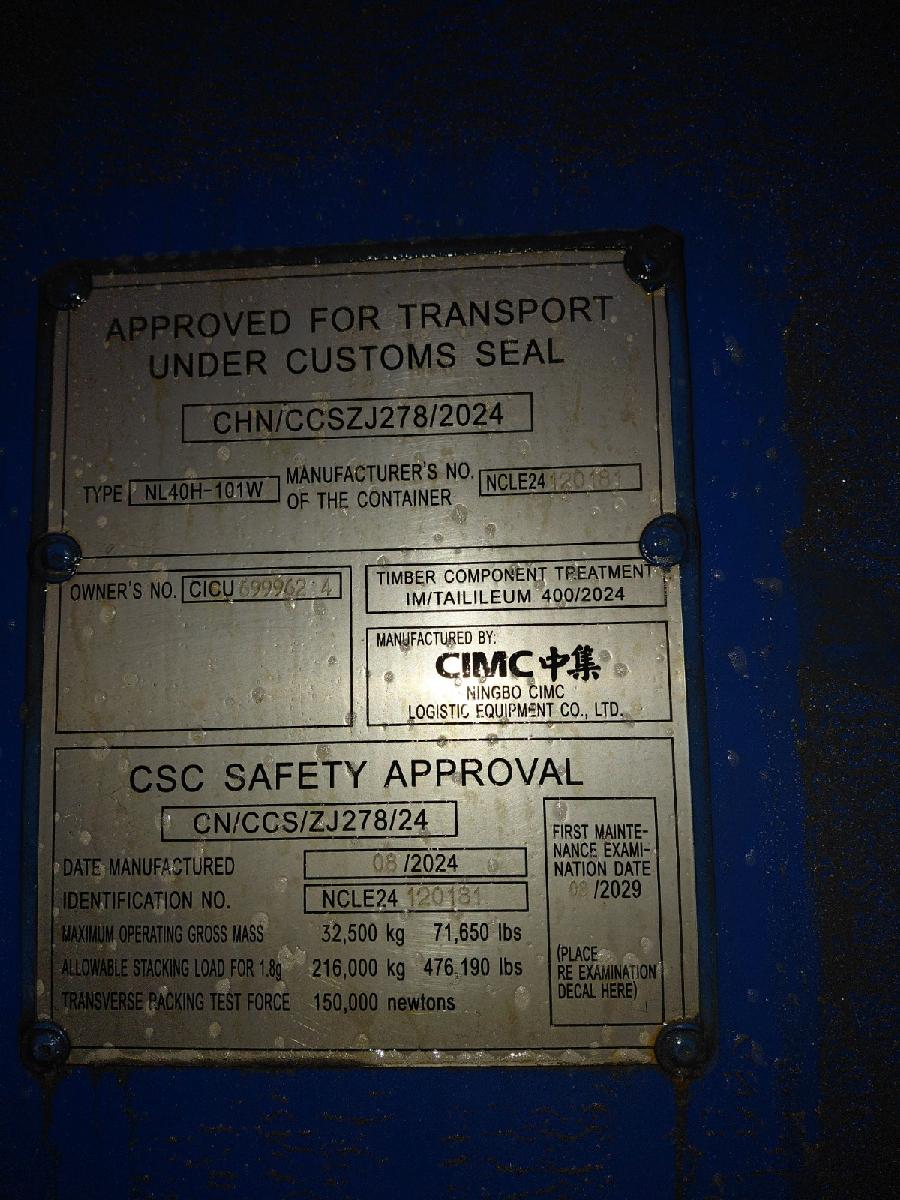 APPROVED FOR TRANSPORT
UNDER CUSTOMS SEAL
CHN/CCSZJ278/2024
TYPE NL40H-101W MANUFACTURER'S NO. OF THE CONTAINER NCLE24 120181
OWNER'S NO. CICU 699962 4
TIMBER COMPONENT TREATMENT
IM/TAILILEUM 400/2024
MANUFACTURED BY:
CIMC 中集
NINGBO CIMC
LOGISTIC EQUIPMENT CO., LTD.
CSC SAFETY APPROVAL
CN/CCS/ZJ278/24
DATE MANUFACTURED 08/2024
IDENTIFICATION NO. NCLE24 120181
MAXIMUM OPERATING GROSS MASS 32,500 kg 71,650 lbs
ALLOWABLE STACKING LOAD FOR 1.8g 216,000 kg 476,190 lbs
TRANSVERSE RACKING TEST FORCE 150,000 newtons
FIRST MAINTE-
NANCE EXAMI-
NATION DATE
08/2029
(PLACE
RE EXAMINATION
DECAL HERE)